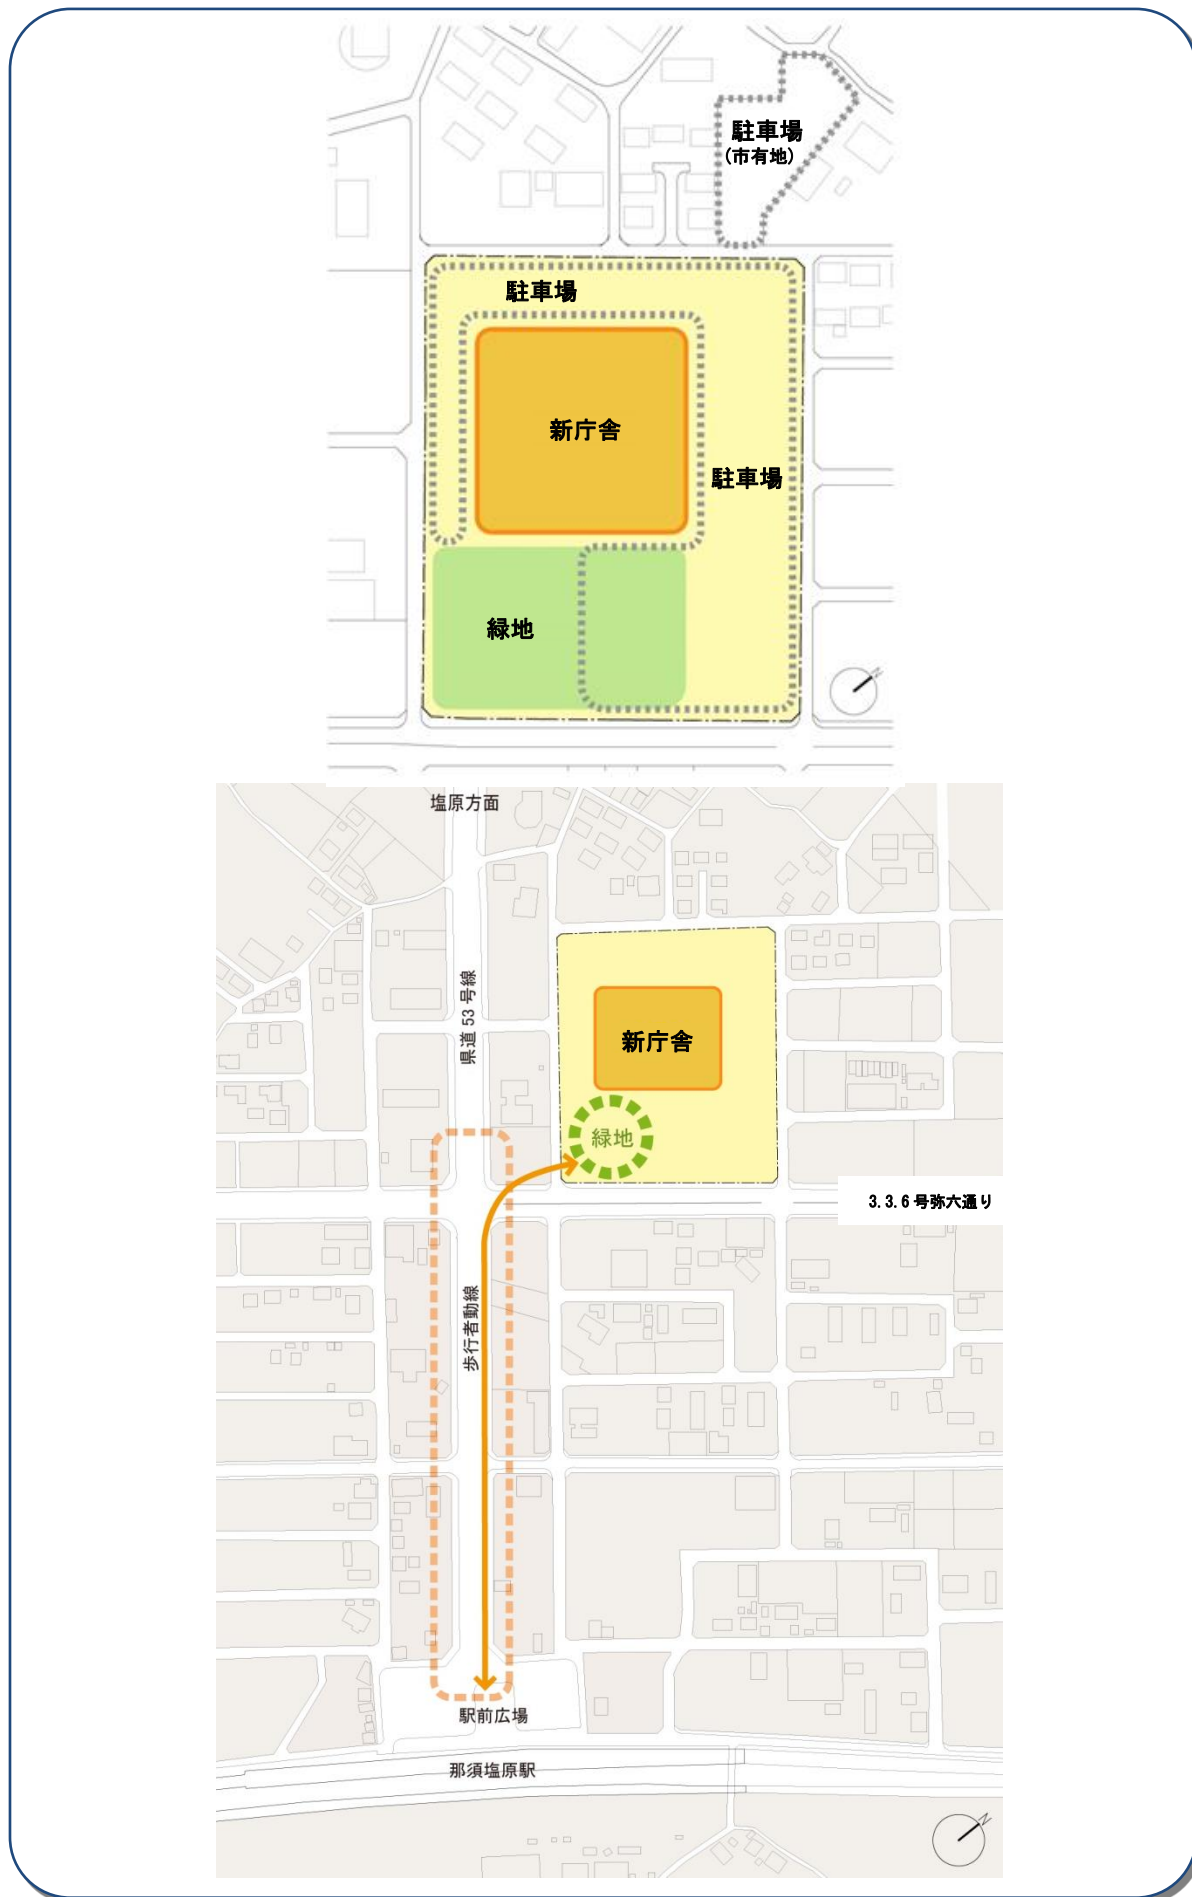 駐車場
(市有地)
駐車場
新庁舎
駐車場
緑地
N
塩原方面
県道 53 号線
新庁舎
緑地
3.3.6 号弥六通り
歩行者動線
駅前広場
那須塩原駅
N